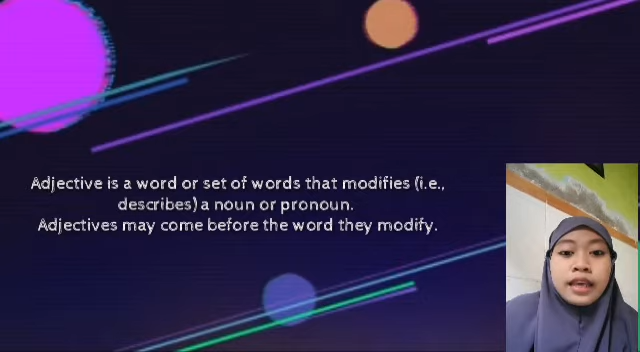 Adjective is a word or set of words that modifies (i.e.,
describes) a noun or pronoun.
Adjectives may come before the word they modify.